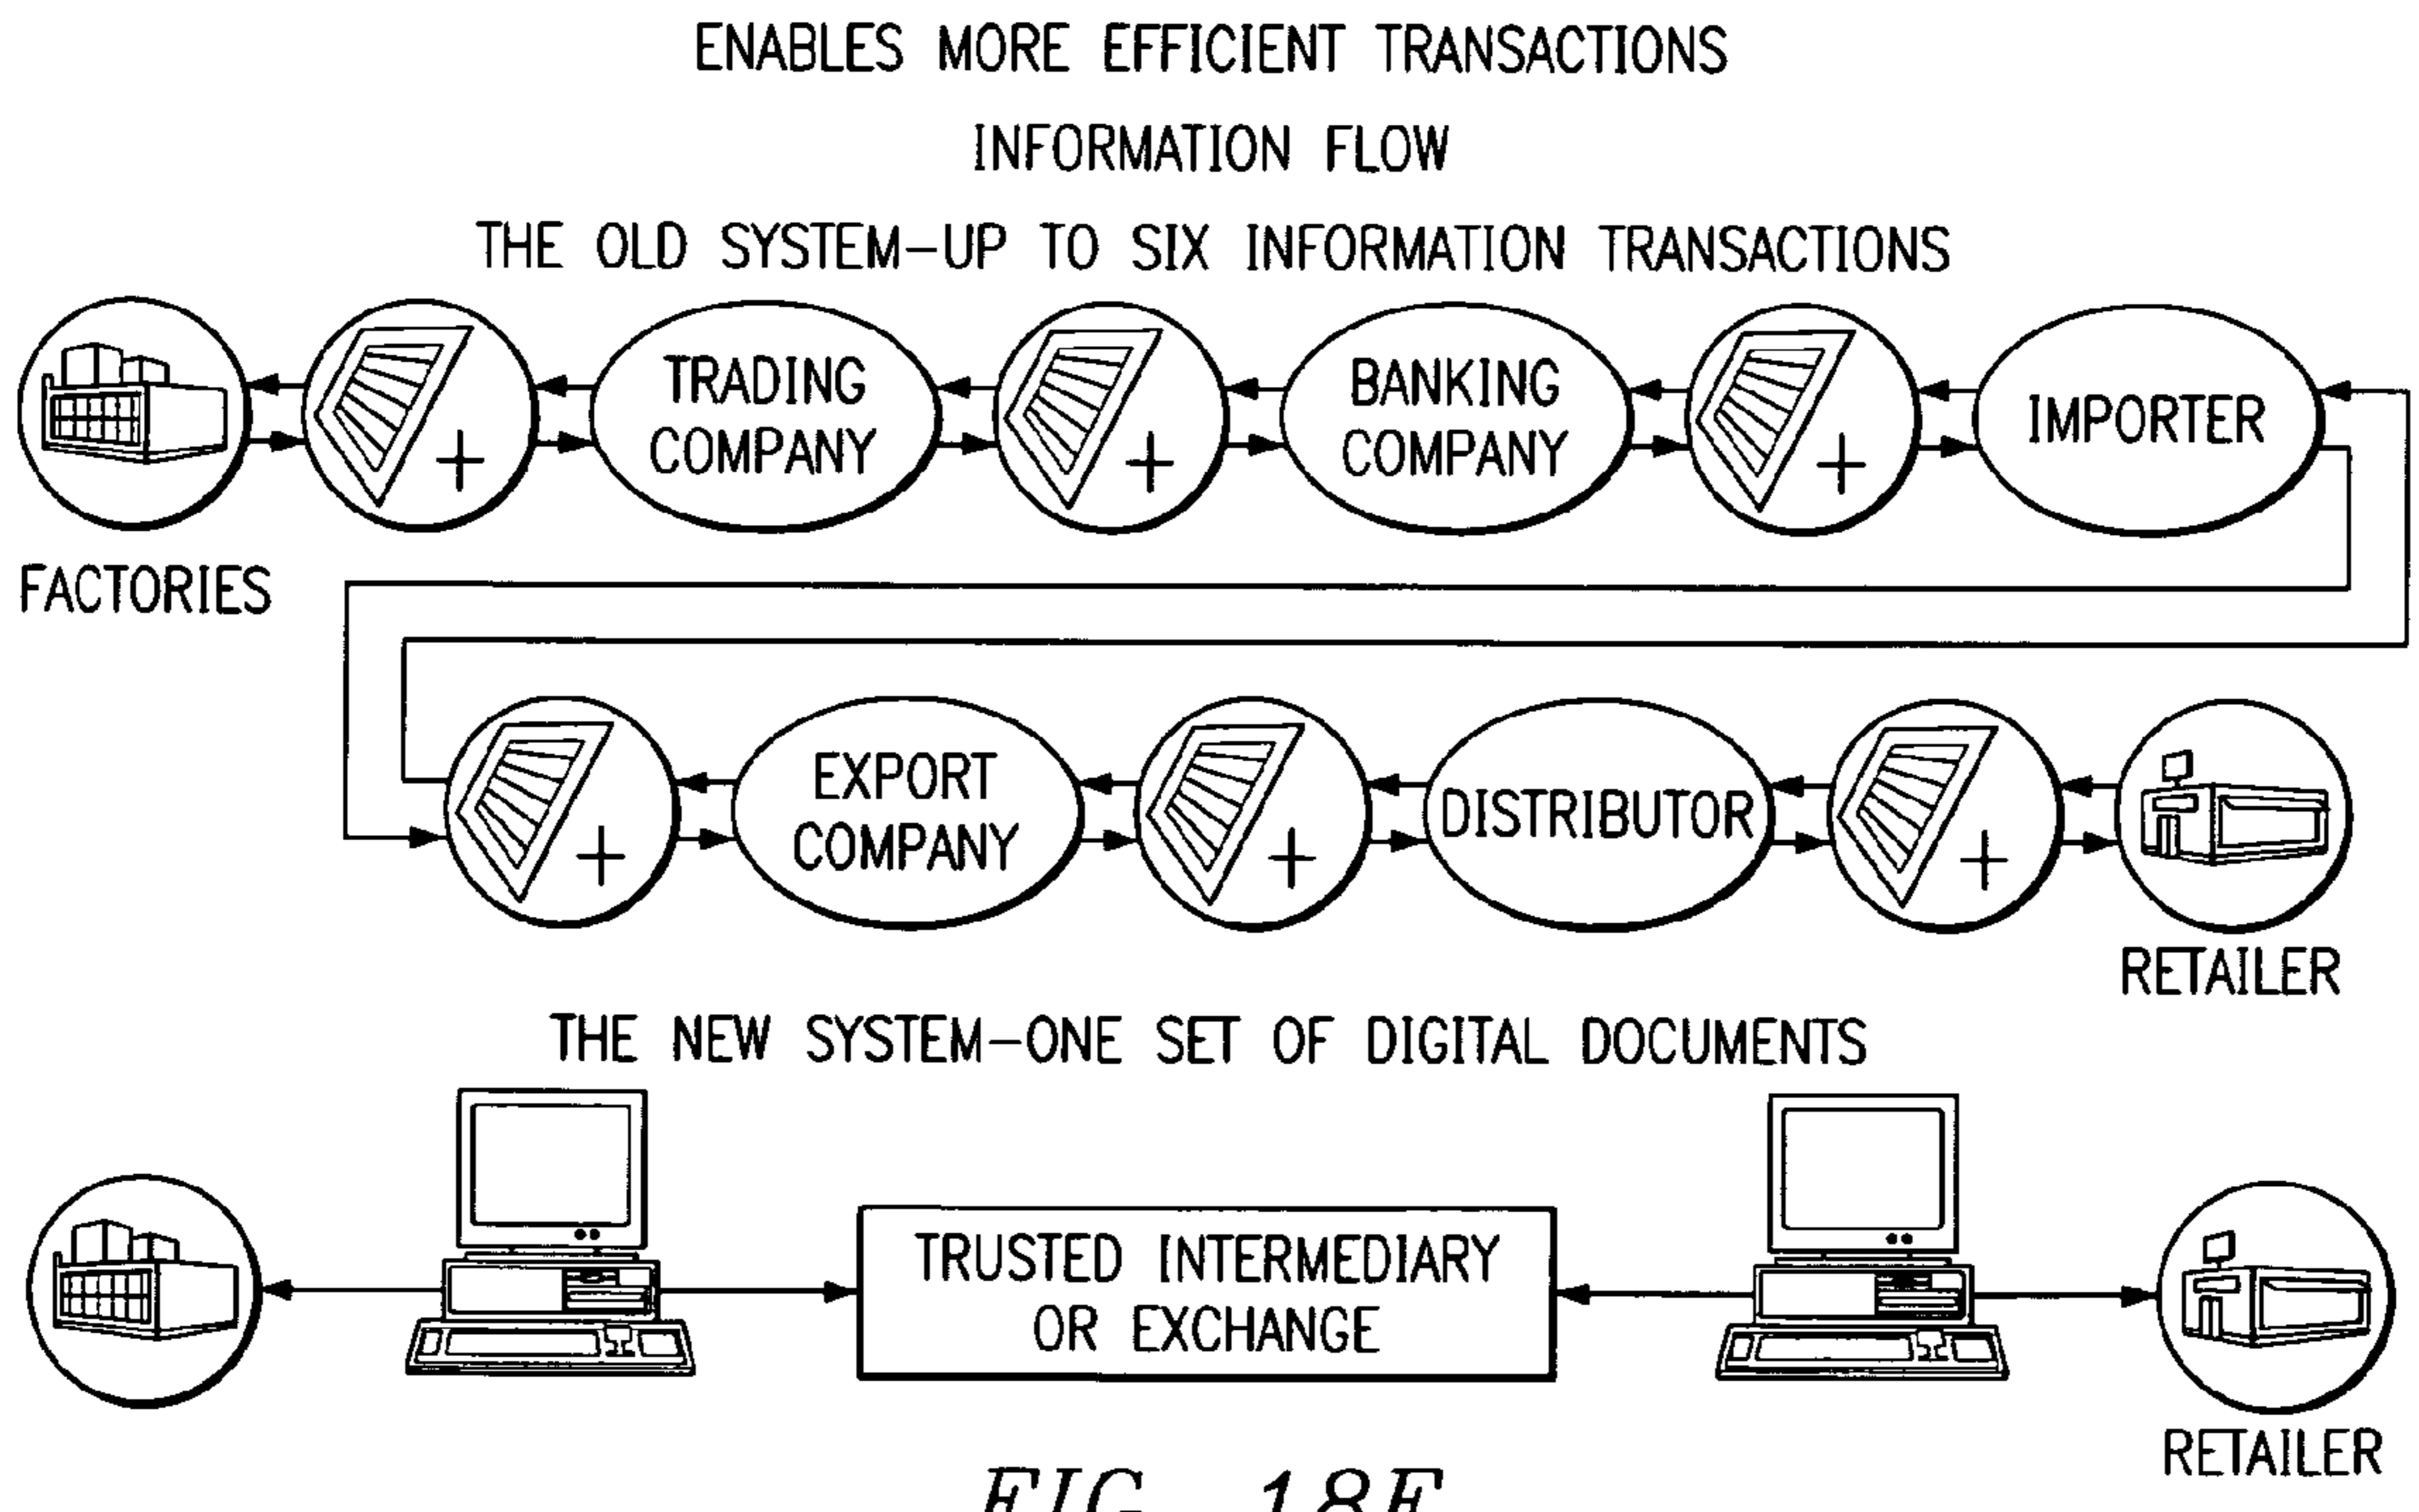 ENABLES MORE EFFICIENT TRANSACTIONS
INFORMATION FLOW
THE OLD SYSTEM-UP TO SIX INFORMATION TRANSACTIONS
TRADING
COMPANY
BANKING
COMPANY
IMPORTER
FACTORIES
EXPORT
COMPANY
DISTRIBUTOR
RETAILER
THE NEW SYSTEM-ONE SET OF DIGITAL DOCUMENTS
TRUSTED INTERMEDIARY
OR EXCHANGE
RETAILER